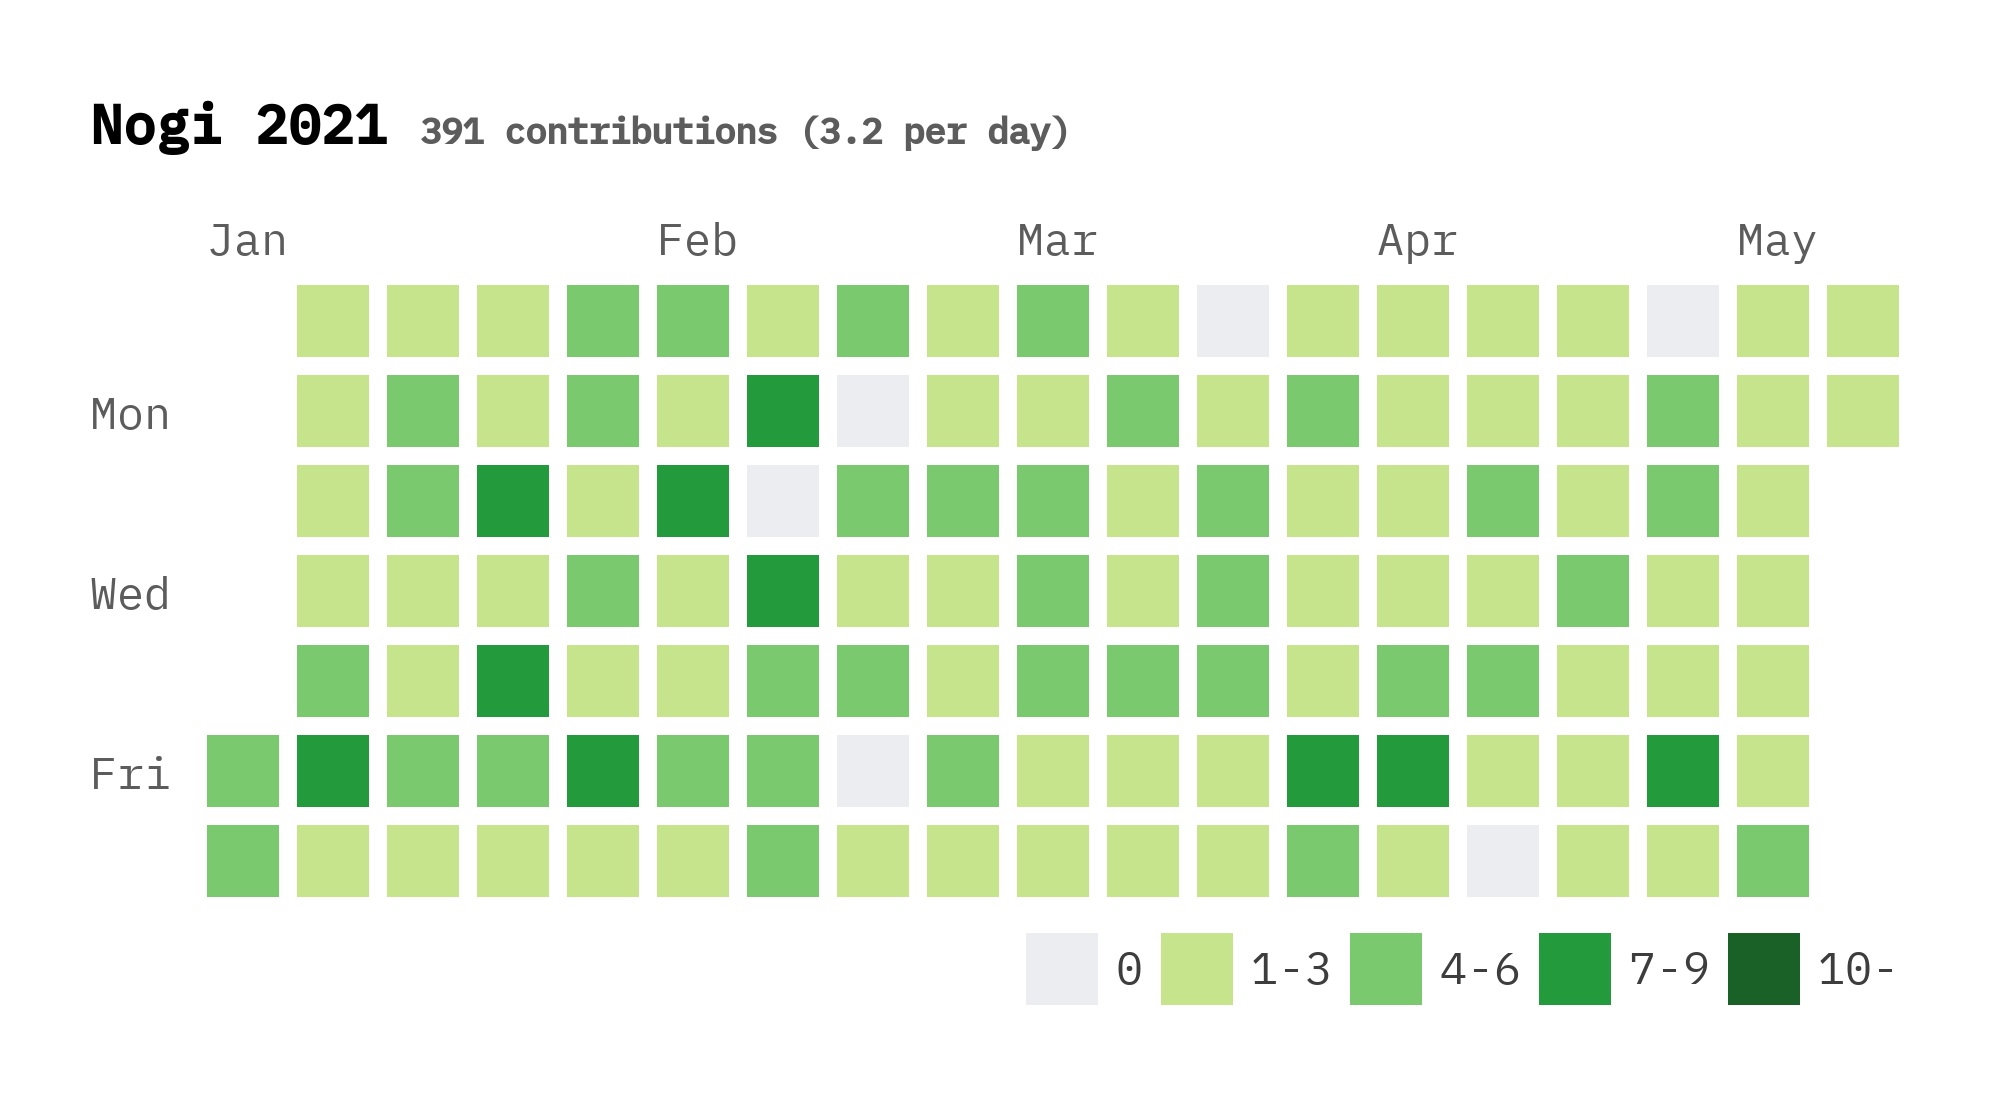 Nogi 2021 391 contributions (3.2 per day)
Jan Feb Mar Apr May
Mon
Wed
Fri
0 1-3 4-6 7-9 10-